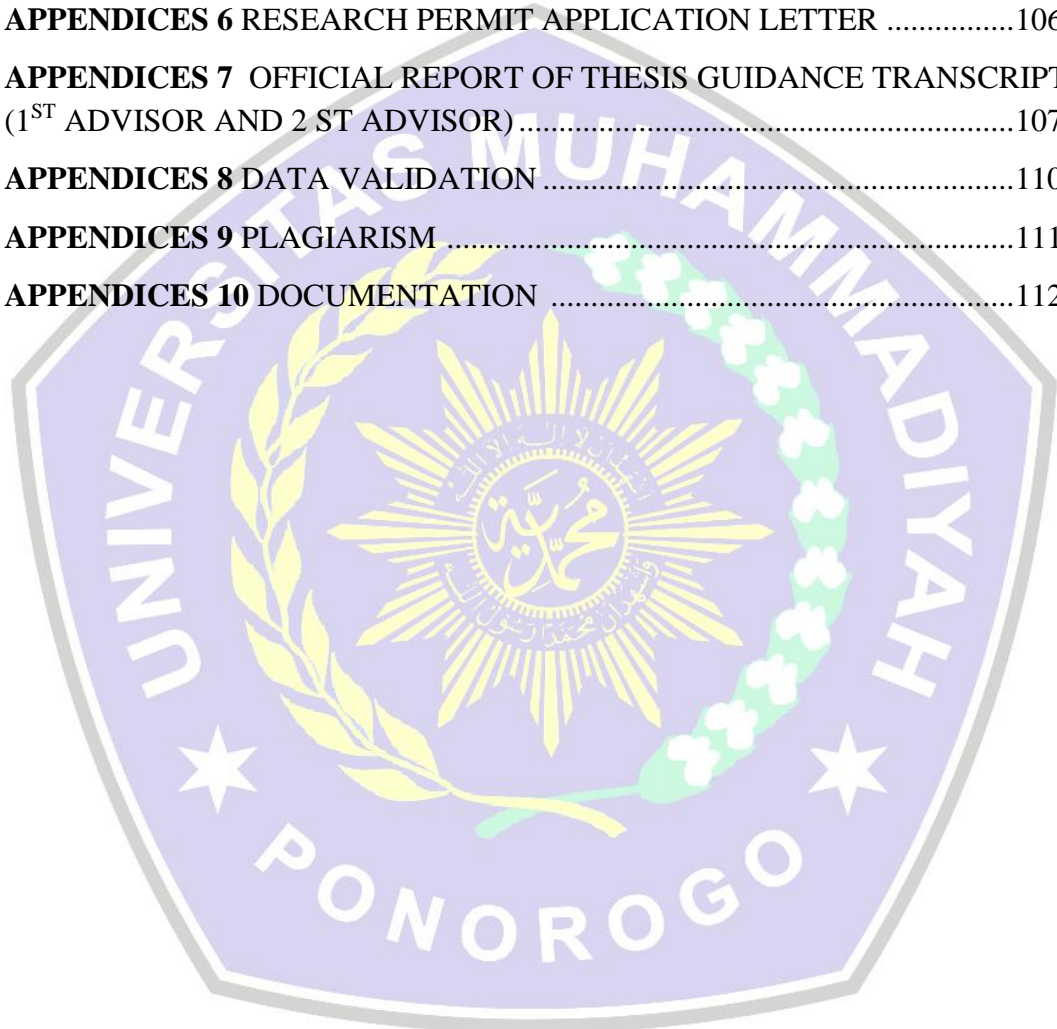 APPENDICES 6 RESEARCH PERMIT APPLICATION LETTER ..............106
APPENDICES 7  OFFICIAL REPORT OF THESIS GUIDANCE TRANSCRIPT
(1ST ADVISOR AND 2 ST ADVISOR) ......................................................107
APPENDICES 8 DATA VALIDATION ....................................................110
APPENDICES 9 PLAGIARISM ...............................................................111
APPENDICES 10 DOCUMENTATION ...................................................112
UNIVERSITAS MUHAMMADIYAH
PONOROGO
محمد